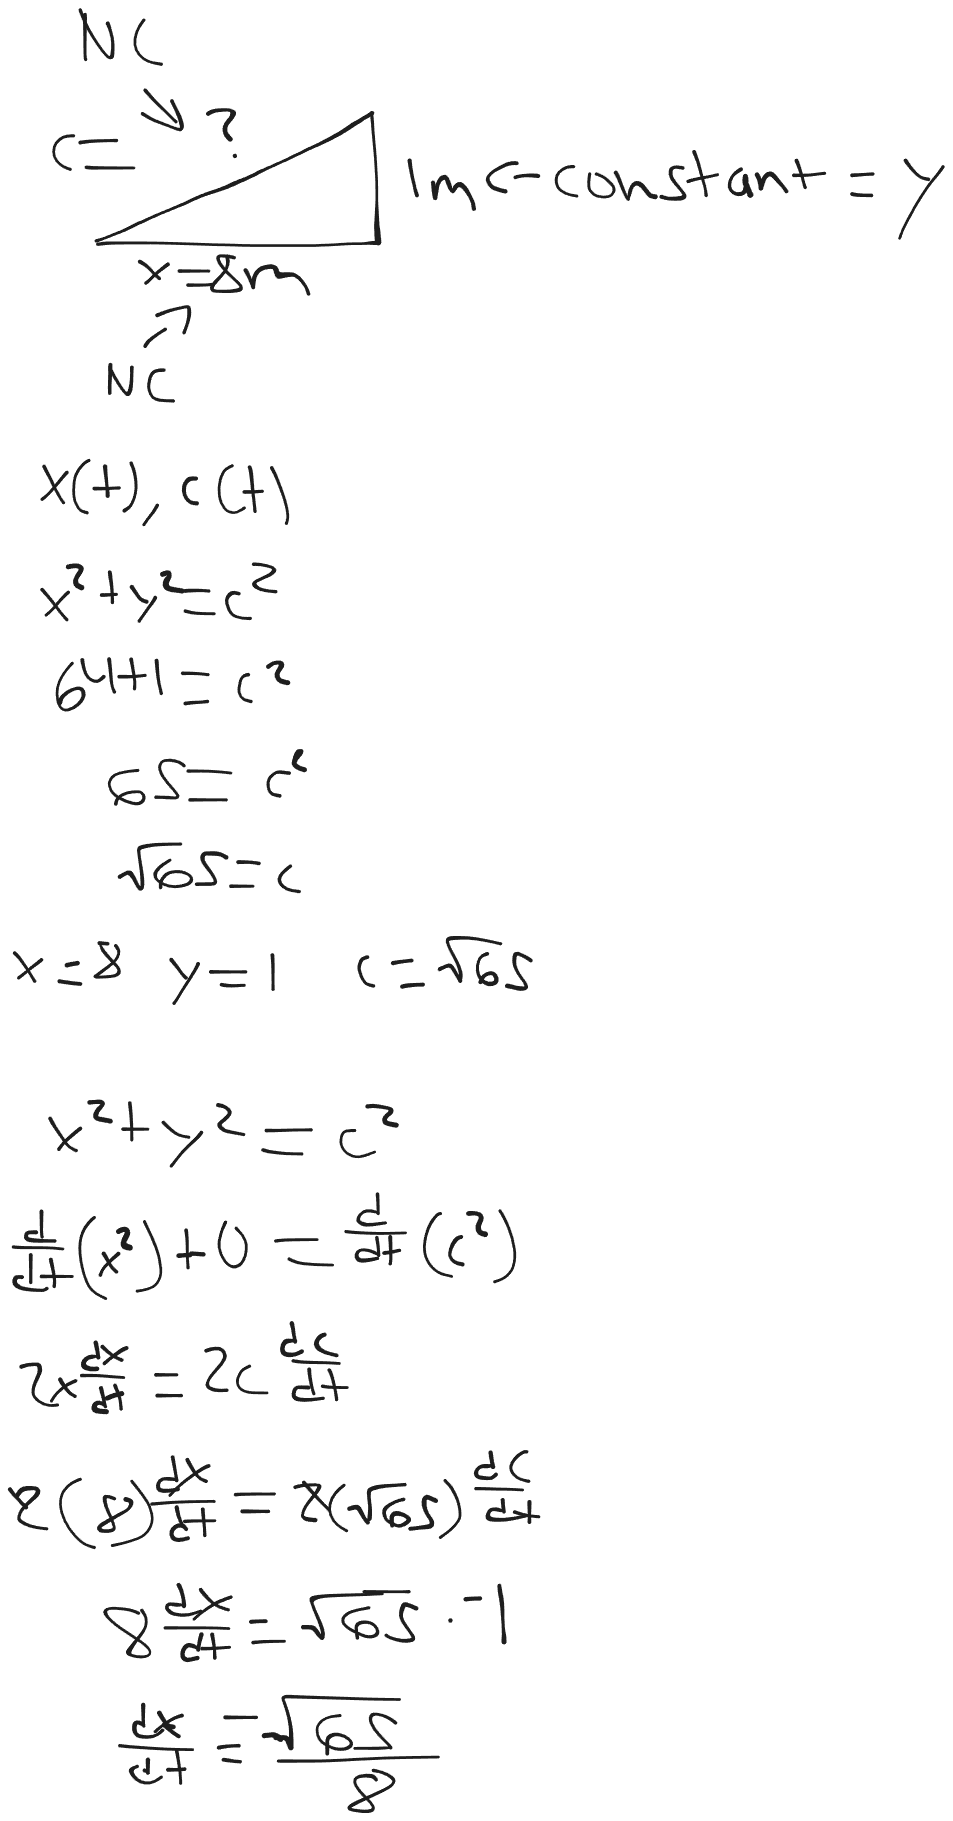 NC
c= ?
1m ← constant = y
x=8m
NC
x(t), c(t)
x²+y²=c²
64+1=c²
65=c²
√65=c
x=8 y=1 c=√65
x²+y²=c²
d/dt(x²)+0=d/dt(c²)
2x dx/dt=2c dc/dt
2(8)dx/dt=2(√65)dc/dt
8 dx/dt=√65·-1
dx/dt=-√65/8